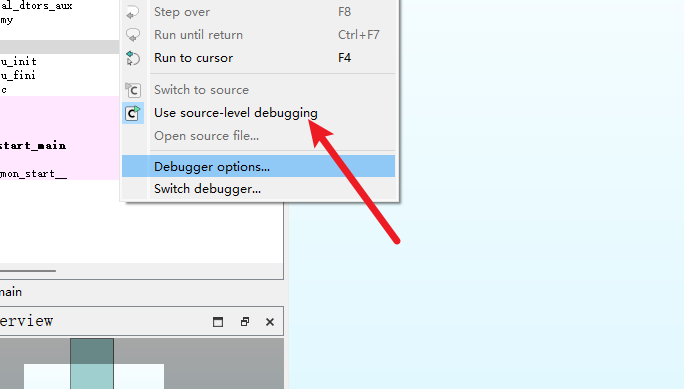 al_dtors_aux
my
u_init
u_fini
c
start_main
gmon_start__
Step over F8
Run until return Ctrl+F7
Run to cursor F4
Switch to source
Use source-level debugging
Open source file...
Debugger options...
Switch debugger...
main
erview